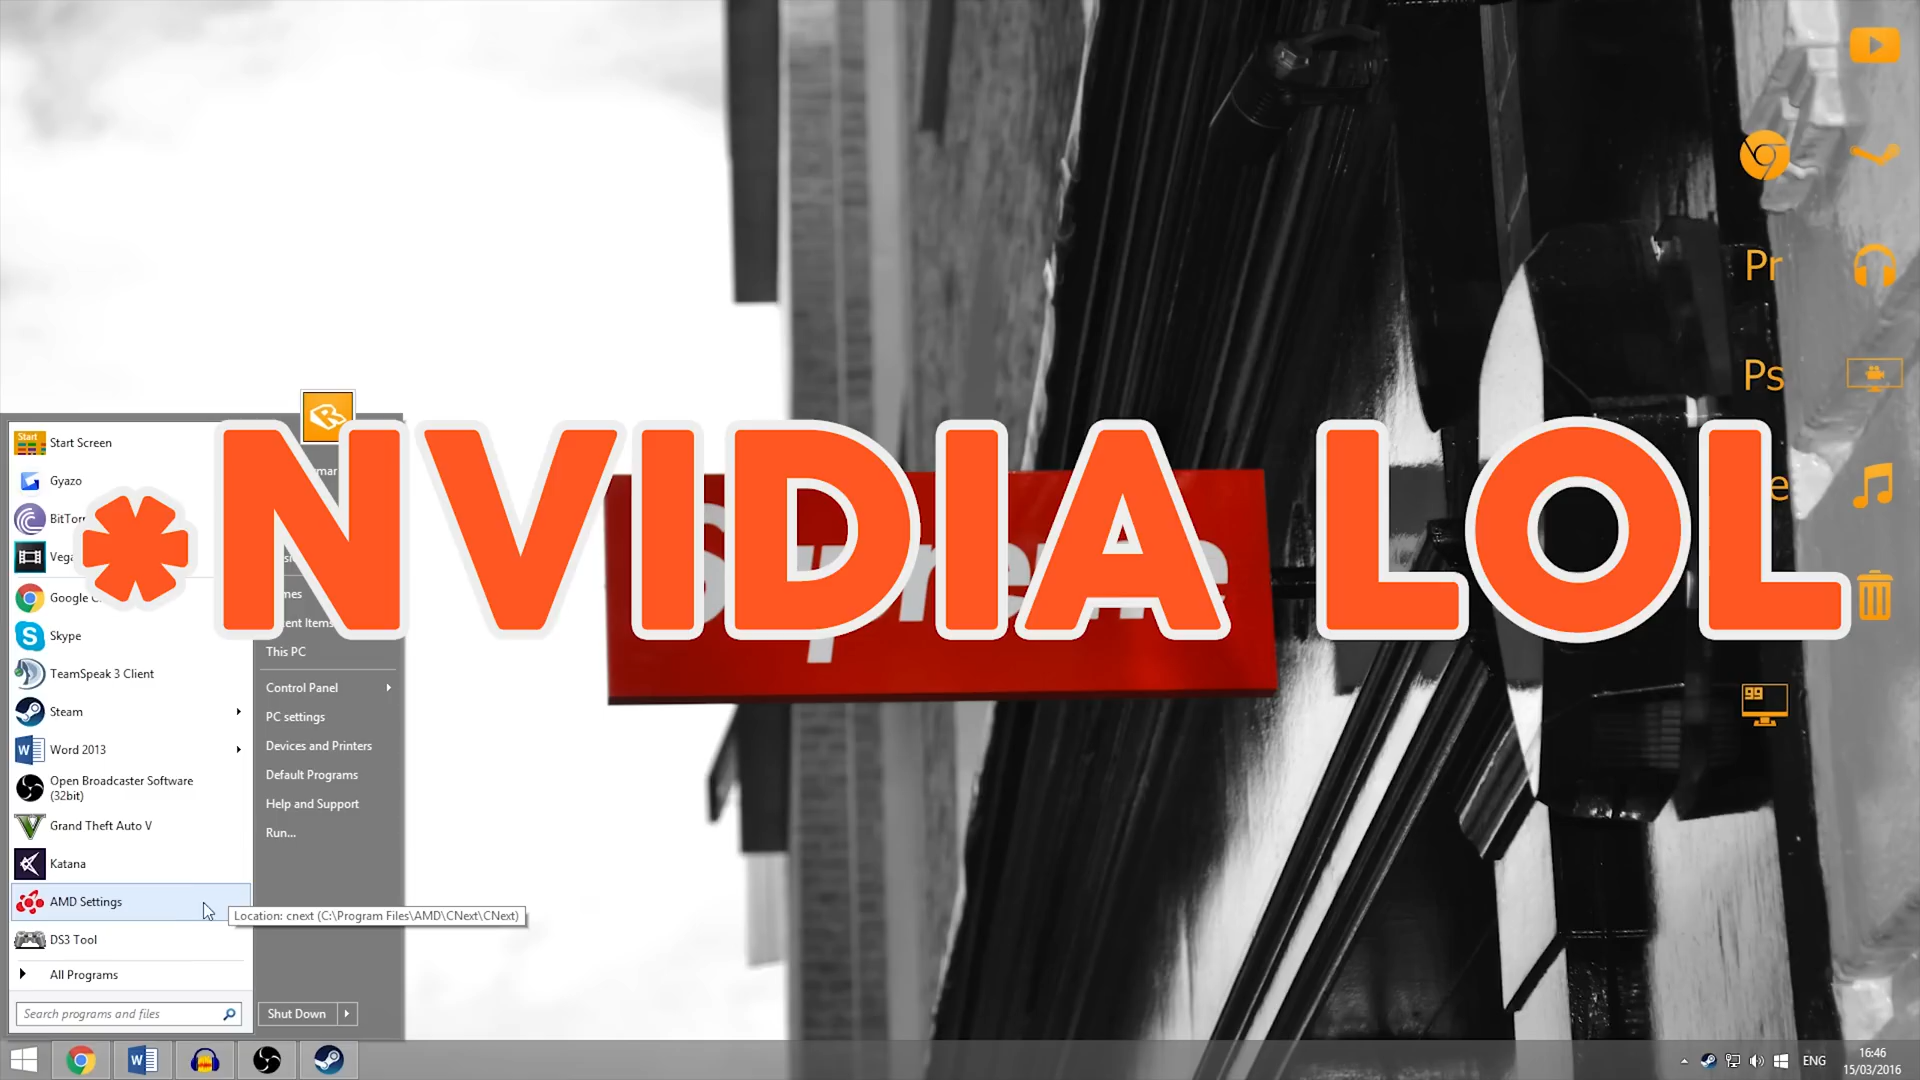 Start Screen
Gyazo
Google
Skype
TeamSpeak 3 Client
Steam
Word 2013
Open Broadcaster Software
(32bit)
Grand Theft Auto V
Katana
AMD Settings
DS3 Tool
All Programs
Search programs and files
This PC
Control Panel
PC settings
Devices and Printers
Default Programs
Help and Support
Run...
Shut Down
Location: cnext (C:\Program Files\AMD\CNext\CNext)
*NVIDIA LOL
Supreme
Pr
Ps
99
ENG
16:46
15/03/2016